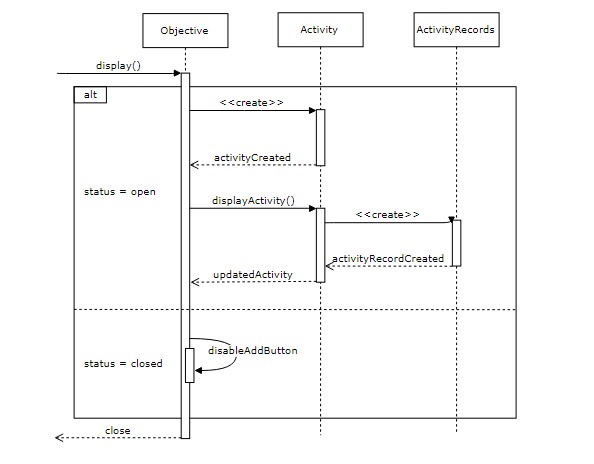 Objective
Activity
ActivityRecords
display()
alt
<<create>>
activityCreated
status = open
displayActivity()
<<create>>
activityRecordCreated
updatedActivity
disableAddButton
status = closed
close